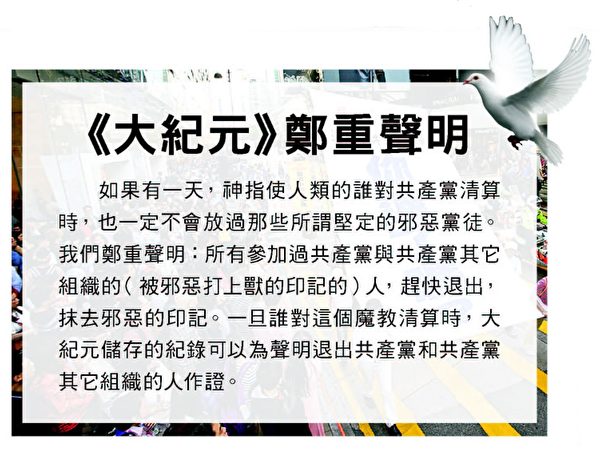 《大紀元》鄭重聲明
如果有一天，神指使人類的誰對共產黨清算
時，也一定不會放過那些所謂堅定的邪惡黨徒。
我們鄭重聲明：所有參加過共產黨與共產黨其它
組織的（被邪惡打上獸的印記的）人，趕快退出，
抹去邪惡的印記。一旦誰對這個魔教清算時，大
紀元儲存的紀錄可以為聲明退出共產黨和共產黨
其它組織的人作證。